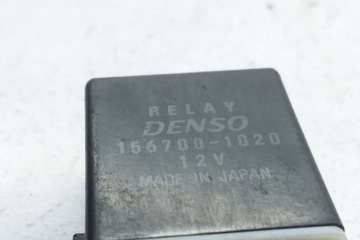 RELAY
DENSO
156700-1020
12V
MADE IN JAPAN